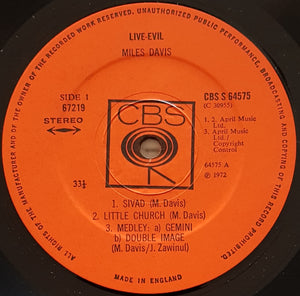 ALL RIGHTS OF THE MANUFACTURER AND OF THE OWNER OF THE RECORDED WORK RESERVED. UNAUTHORIZED PUBLIC PERFORMANCE, BROADCASTING AND COPYING OF THIS RECORD PROHIBITED.
LIVE-EVIL
MILES DAVIS
SIDE 1
67219
STEREO
CBS S 64575
(C 30955)
1, 2. April Music
Ltd.
3. April Music
Ltd./
Copyright
Control
CBS
64575 A
℗ 1972
33⅓
1. SIVAD (M. Davis)
2. LITTLE CHURCH (M. Davis)
3. MEDLEY: a) GEMINI
b) DOUBLE IMAGE
(M. Davis/J. Zawinul)
MADE IN ENGLAND